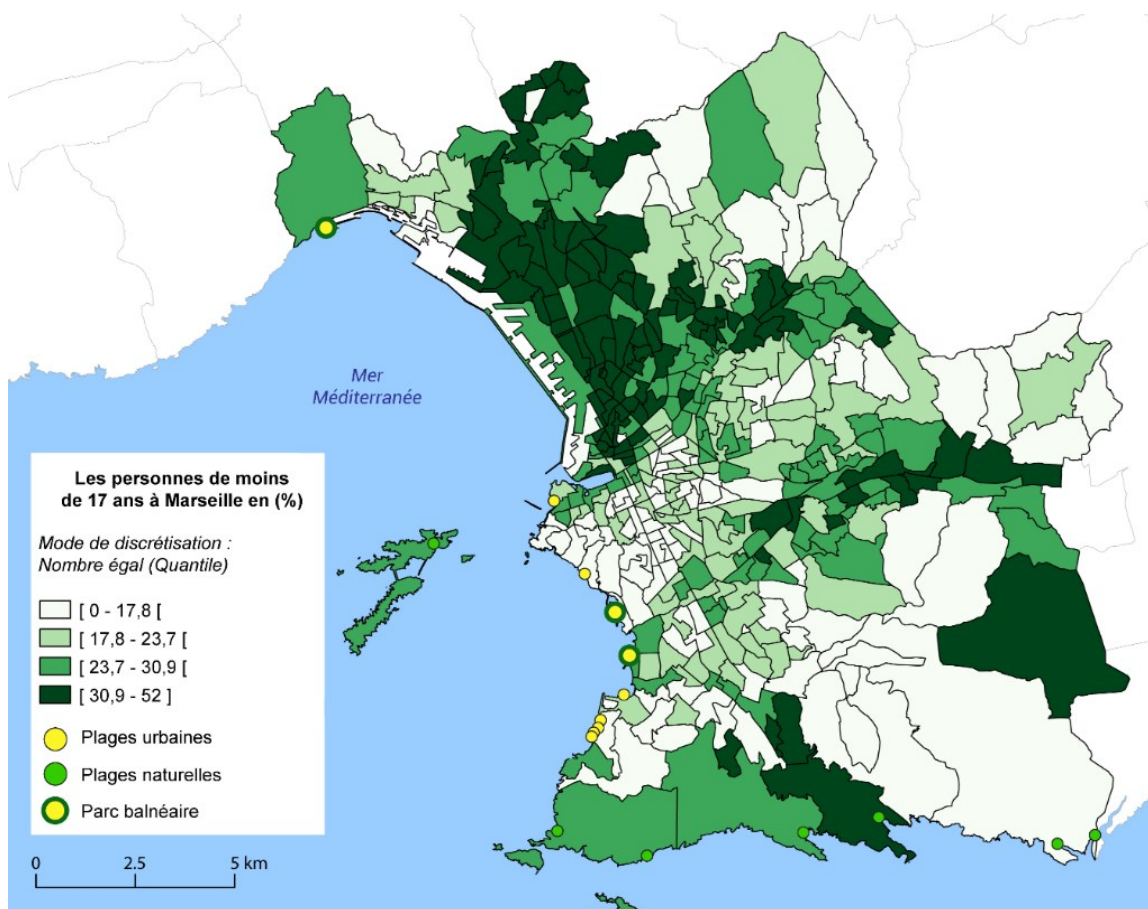 Mer
Méditerranée
Les personnes de moins
de 17 ans à Marseille en (%)
Mode de discrétisation :
Nombre égal (Quantile)
[ 0 - 17,8 [
[ 17,8 - 23,7 [
[ 23,7 - 30,9 [
[ 30,9 - 52 ]
Plages urbaines
Plages naturelles
Parc balnéaire
0 2.5 5 km